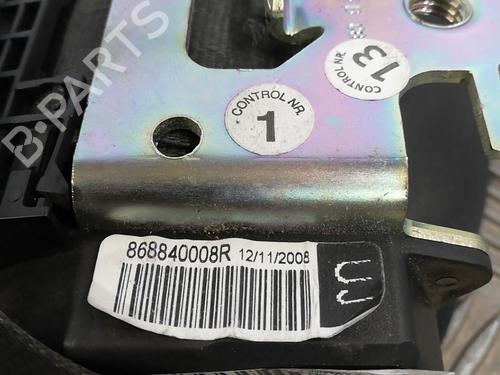 B-PARTS
CONTROL NR.
13
CONTROL NR.
1
868840008R 12/11/2008